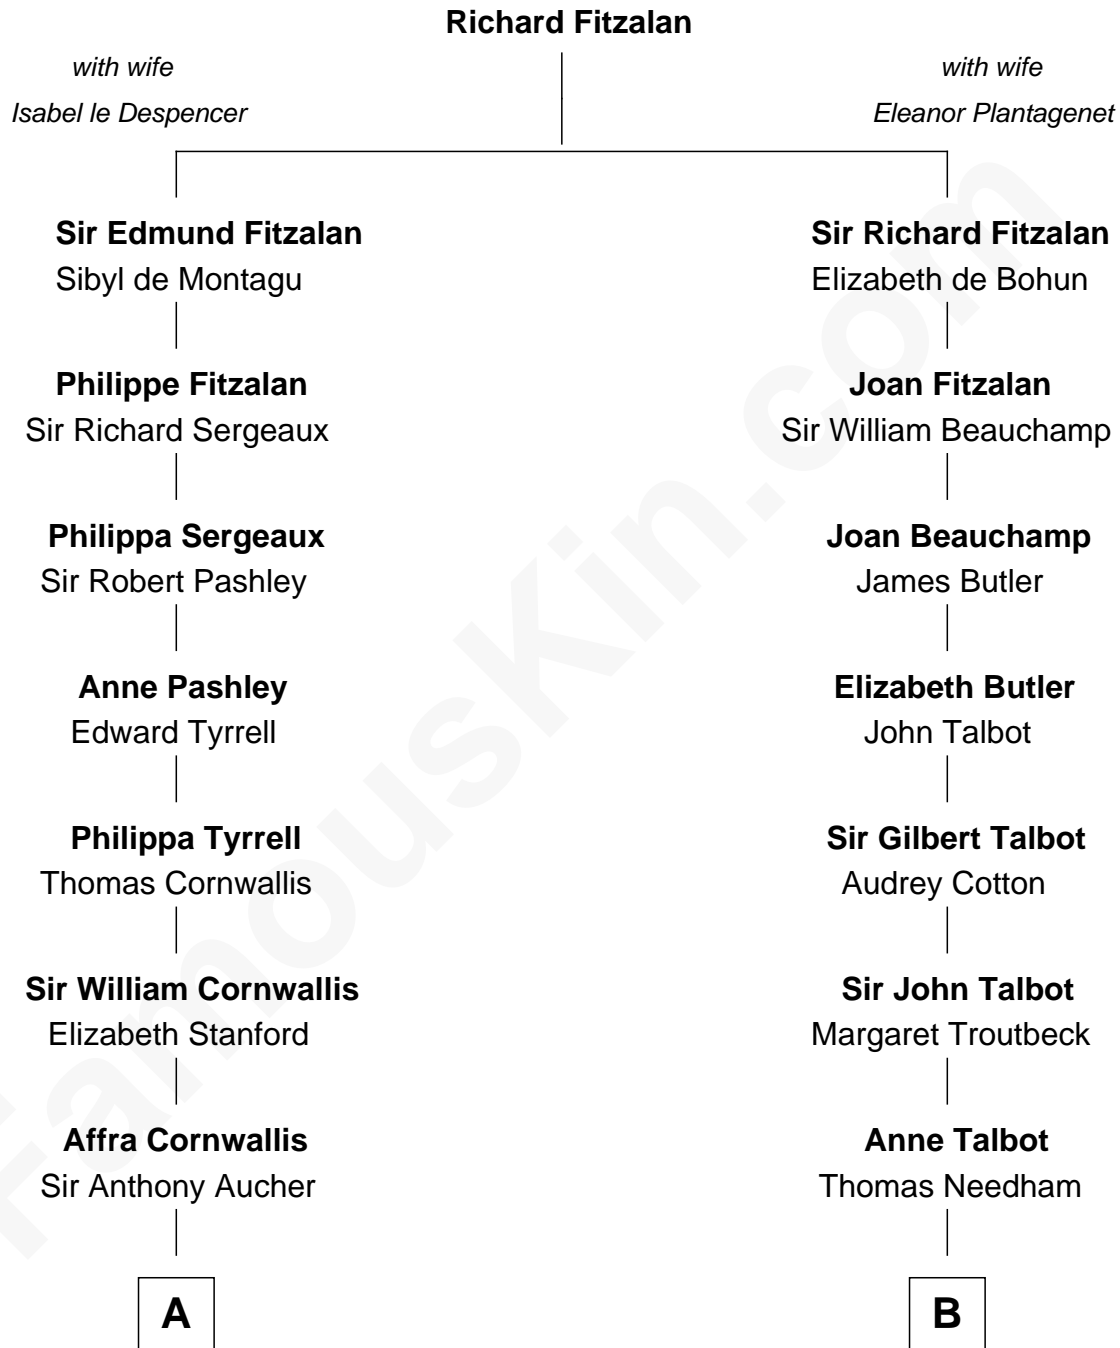 Richard Fitzalan
with wife
Isabel le Despencer
with wife
Eleanor Plantagenet
Sir Edmund Fitzalan
Sibyl de Montagu
Philippe Fitzalan
Sir Richard Sergeaux
Philippa Sergeaux
Sir Robert Pashley
Anne Pashley
Edward Tyrrell
Philippa Tyrrell
Thomas Cornwallis
Sir William Cornwallis
Elizabeth Stanford
Affra Cornwallis
Sir Anthony Aucher
A
Sir Richard Fitzalan
Elizabeth de Bohun
Joan Fitzalan
Sir William Beauchamp
Joan Beauchamp
James Butler
Elizabeth Butler
John Talbot
Sir Gilbert Talbot
Audrey Cotton
Sir John Talbot
Margaret Troutbeck
Anne Talbot
Thomas Needham
B
FamousKin.com